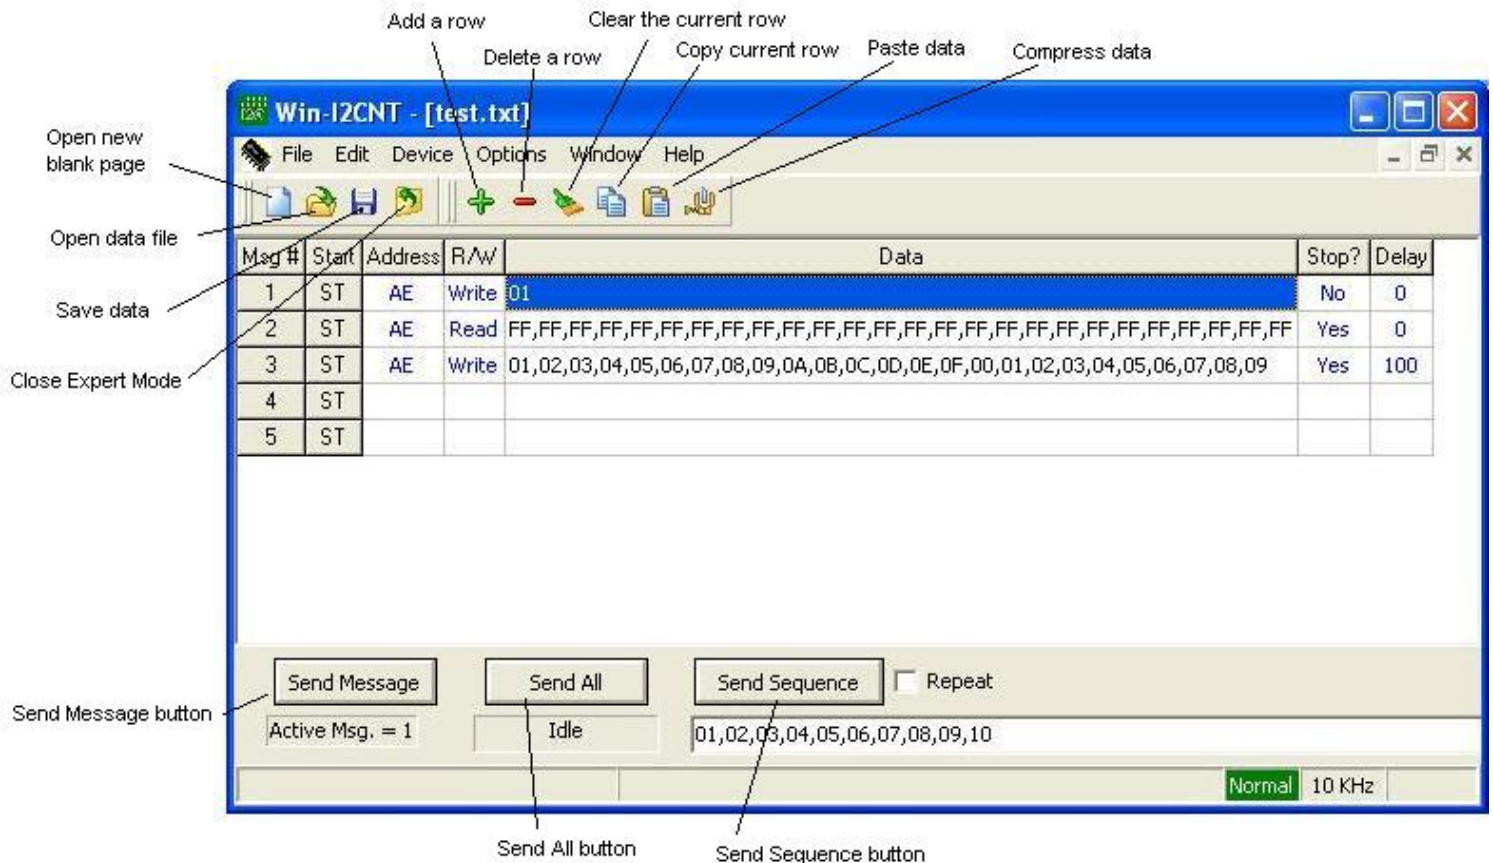 Add a row
Clear the current row
Delete a row
Copy current row
Paste data
Compress data
Win-I2CNT - [test.txt]
Open new
blank page
File Edit Device Options Window Help
Open data file
Msg # Start Address R/W Data Stop? Delay
1 ST AE Write 01 No 0
Save data
2 ST AE Read FF,FF,FF,FF,FF,FF,FF,FF,FF,FF,FF,FF,FF,FF,FF,FF,FF,FF,FF,FF,FF,FF,FF,FF,FF,FF
3 ST AE Write 01,02,03,04,05,06,07,08,09,0A,0B,0C,0D,0E,0F,00,01,02,03,04,05,06,07,08,09 Yes 100
Close Expert Mode
4 ST
5 ST
Send Message Send All Send Sequence Repeat
Send Message button
Active Msg. = 1 Idle 01,02,03,04,05,06,07,08,09,10
Normal 10 KHz
Send All button
Send Sequence button